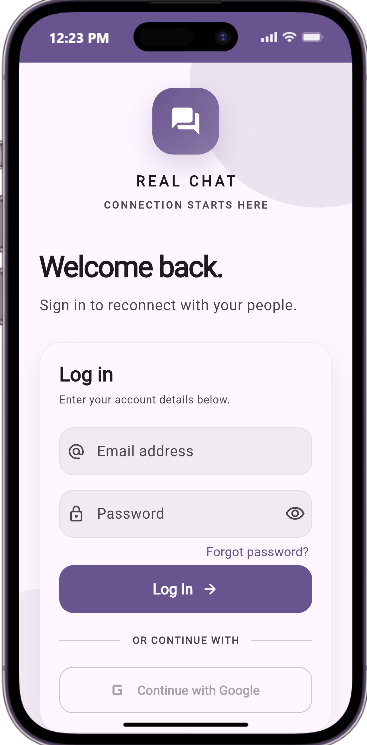 12:23 PM
REAL CHAT
CONNECTION STARTS HERE
Welcome back.
Sign in to reconnect with your people.
Log in
Enter your account details below.
Email address
Password
Forgot password?
Log In
OR CONTINUE WITH
G Continue with Google